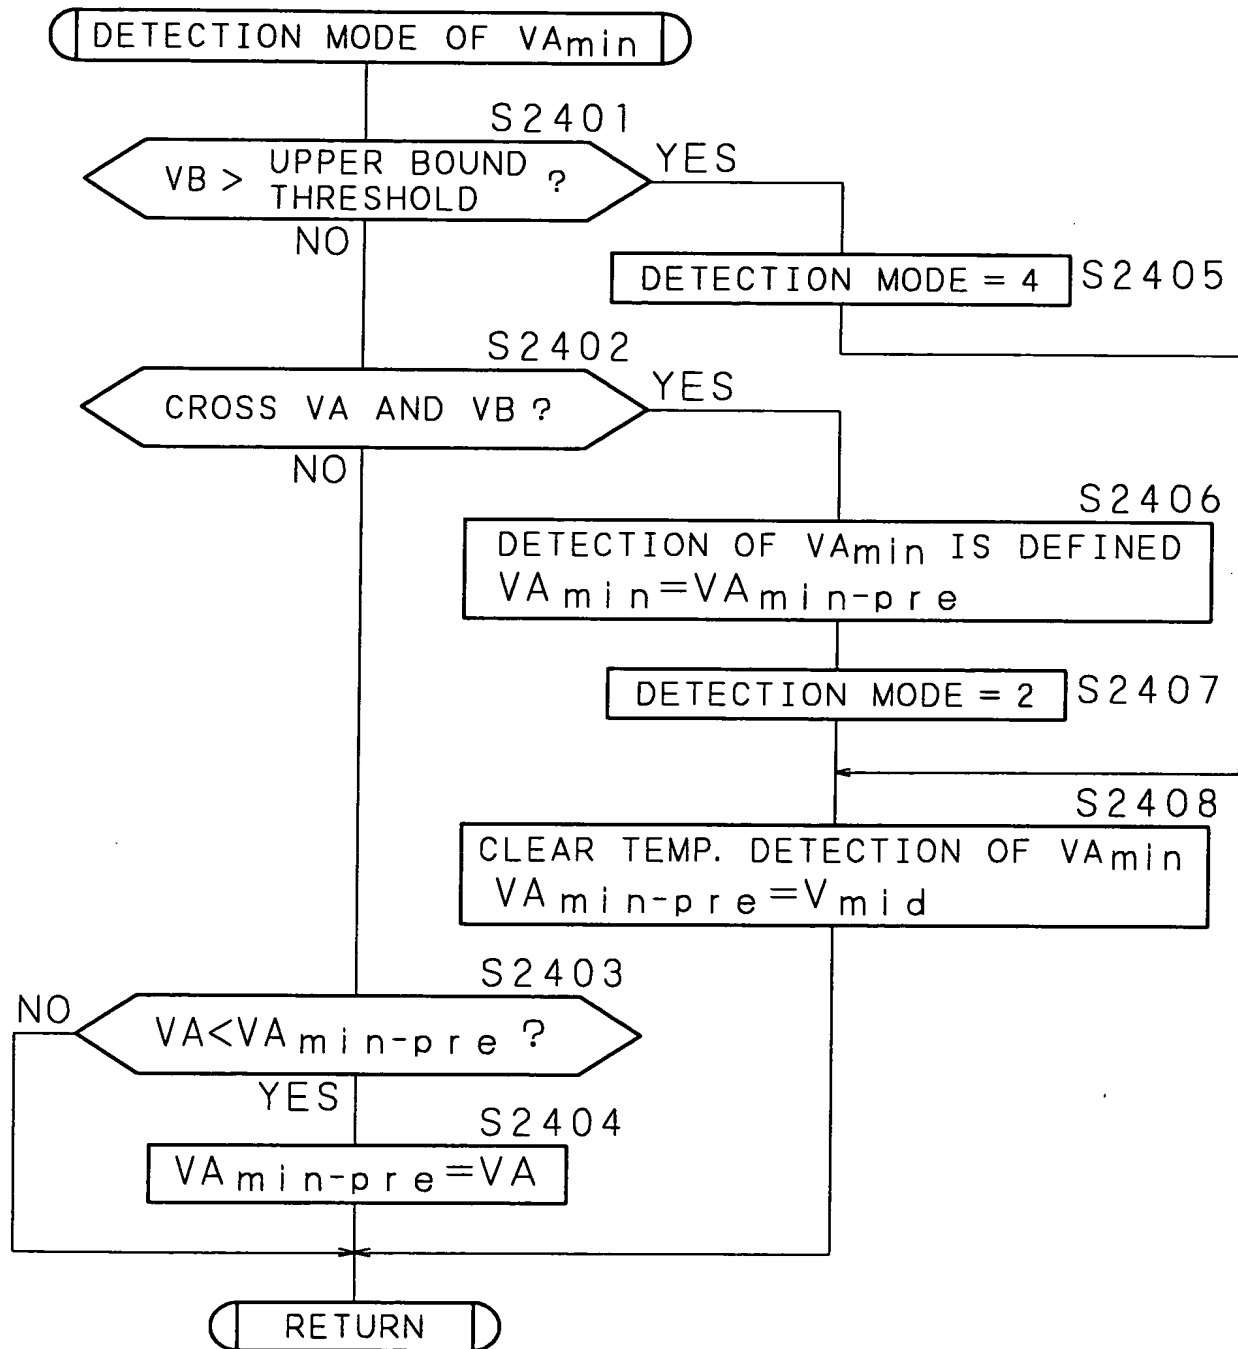 DETECTION MODE OF VAmin
S2401
VB > UPPER BOUND THRESHOLD ?
YES
NO
DETECTION MODE = 4
S2405
S2402
CROSS VA AND VB ?
YES
NO
S2406
DETECTION OF VAmin IS DEFINED
VAmin=VAmin-pre
DETECTION MODE = 2
S2407
S2408
CLEAR TEMP. DETECTION OF VAmin
VAmin-pre=Vmid
S2403
NO
VA<VAmin-pre ?
YES
S2404
VAmin-pre=VA
RETURN